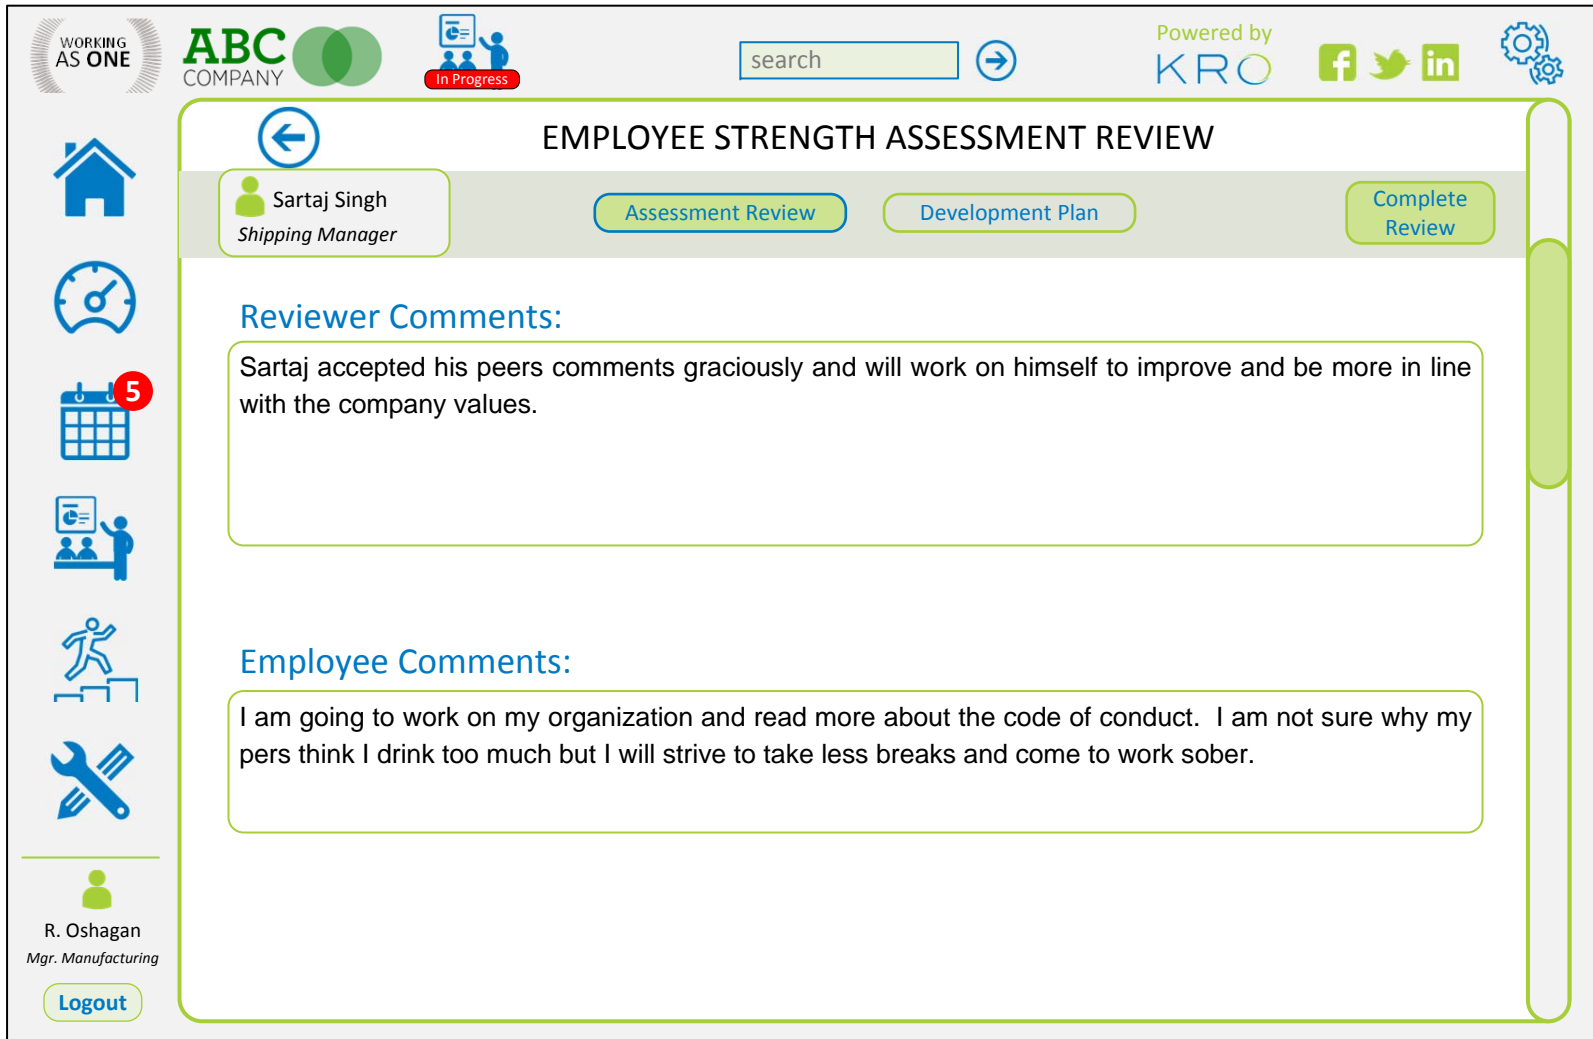 WORKING
AS ONE
ABC
COMPANY
In Progress
search
Powered by
KRO
EMPLOYEE STRENGTH ASSESSMENT REVIEW
Sartaj Singh
Shipping Manager
Assessment Review
Development Plan
Complete
Review
Reviewer Comments:
Sartaj accepted his peers comments graciously and will work on himself to improve and be more in line
with the company values.
5
Employee Comments:
I am going to work on my organization and read more about the code of conduct.  I am not sure why my
pers think I drink too much but I will strive to take less breaks and come to work sober.
R. Oshagan
Mgr. Manufacturing
Logout